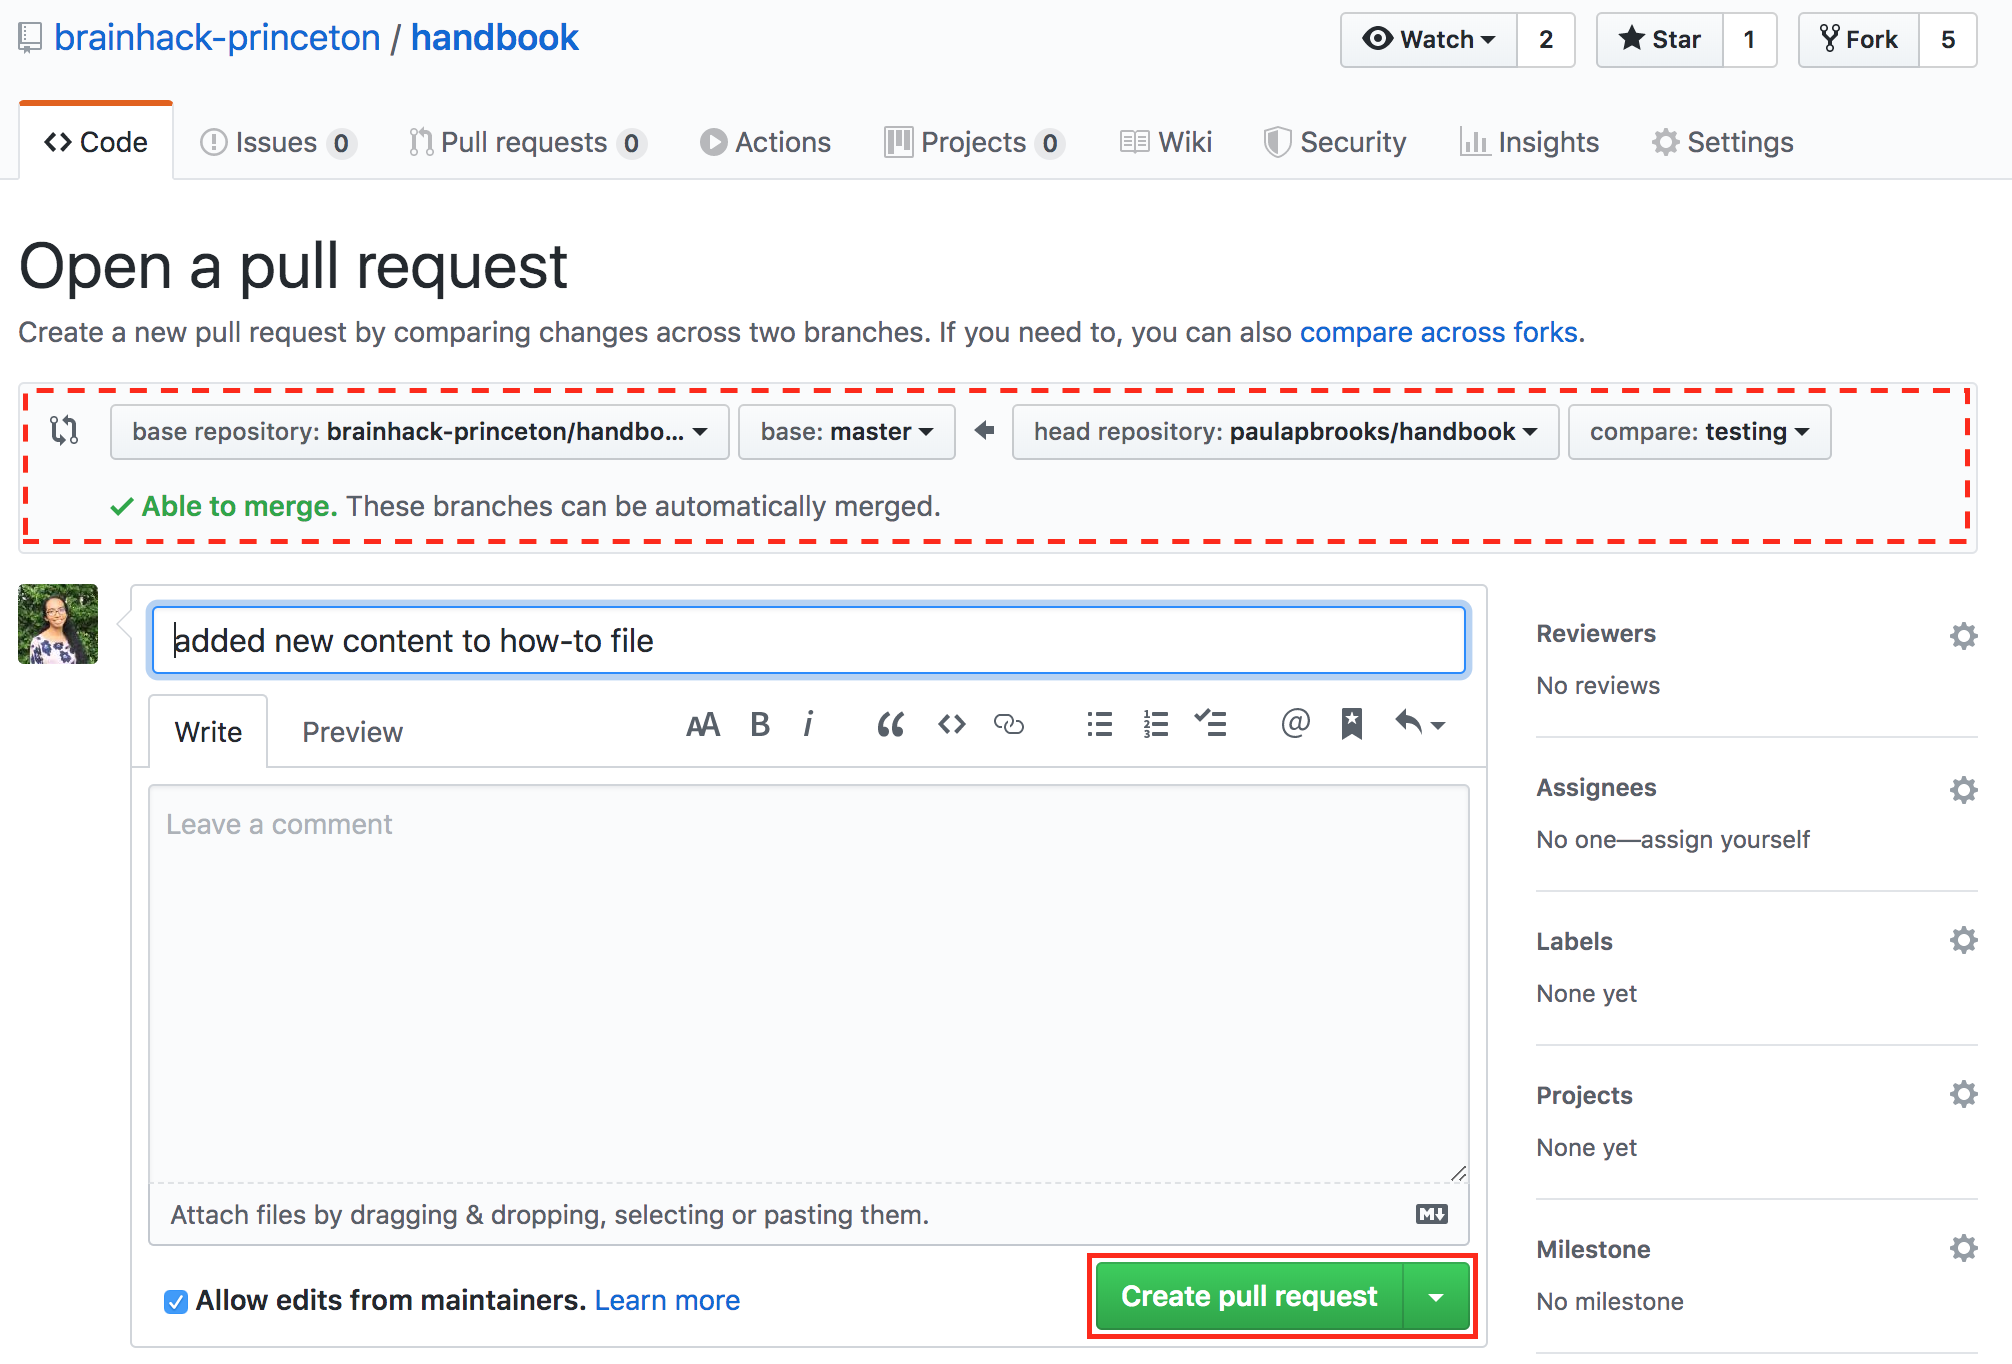 brainhack-princeton / handbook
Watch 2 Star 1 Fork 5
Code Issues 0 Pull requests 0 Actions Projects 0 Wiki Security Insights Settings
Open a pull request
Create a new pull request by comparing changes across two branches. If you need to, you can also compare across forks.
base repository: brainhack-princeton/handbo... base: master head repository: paulapbrooks/handbook compare: testing
Able to merge. These branches can be automatically merged.
added new content to how-to file
Write Preview
AA B i
Leave a comment
Attach files by dragging & dropping, selecting or pasting them.
Allow edits from maintainers. Learn more
Create pull request
Reviewers
No reviews
Assignees
No one—assign yourself
Labels
None yet
Projects
None yet
Milestone
No milestone